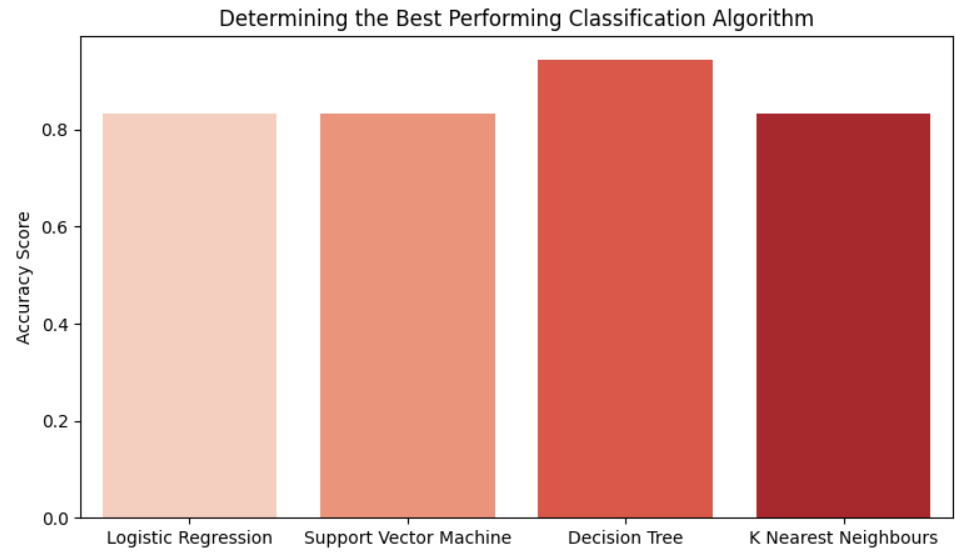 Determining the Best Performing Classification Algorithm
Accuracy Score
0.8
0.6
0.4
0.2
0.0
Logistic Regression
Support Vector Machine
Decision Tree
K Nearest Neighbours